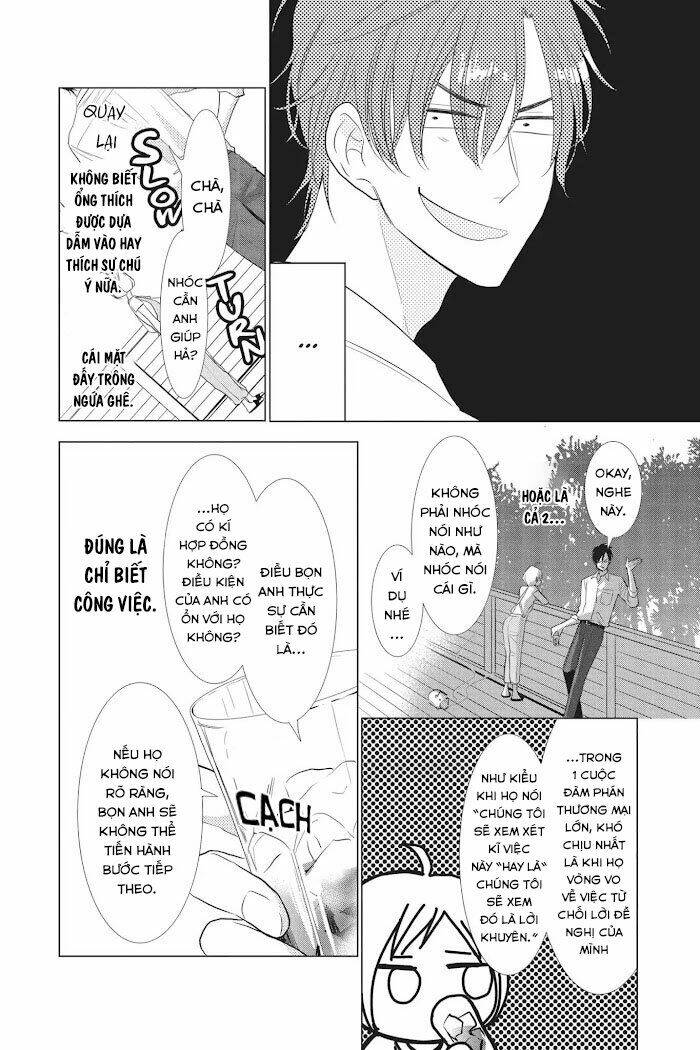 ...
CHÀ,
CHÀ
NHÓC
CẦN ANH
GIÚP
HẢ?
SLOW
TURN
QUAY
LẠI
KHÔNG BIẾT
ỔNG THÍCH
ĐƯỢC DỰA
DẪM VÀO HAY
THÍCH SỰ CHÚ
Ý NỮA.
CÁI MẶT
ĐẤY TRÔNG
NGỨA GHÊ.
OKAY,
NGHE
NÀY.
HOẶC LÀ
CẢ 2...
KHÔNG
PHẢI NHÓC
NÓI NHƯ
NÀO, MÀ
NHÓC NÓI
CÁI GÌ.
VÍ
DỤ NHÉ
...
...TRONG
1 CUỘC
ĐÀM PHÁN
THƯƠNG MẠI
LỚN, KHÓ
CHỊU NHẤT
LÀ KHI HỌ
VÒNG VO
VỀ VIỆC TỪ
CHỐI LỜI ĐỀ
NGHỊ CỦA
MÌNH
NHƯ KIỂU
KHI HỌ NÓI
"CHÚNG TÔI
SẼ XEM XÉT
KĨ VIỆC
NÀY "HAY LÀ"
CHÚNG TÔI
SẼ XEM
ĐÓ LÀ LỜI
KHUYÊN."
ĐIỀU BỌN
ANH THỰC
SỰ CẦN
BIẾT ĐÓ
LÀ...
...HỌ
CÓ KÍ
HỢP ĐỒNG
KHÔNG?
ĐIỀU KIỆN
CỦA ANH CÓ
ỔN VỚI HỌ
KHÔNG?
ĐÚNG LÀ
CHỈ BIẾT
CÔNG VIỆC.
CẠCH
NẾU HỌ
KHÔNG NÓI
RÕ RÀNG,
BỌN ANH SẼ
KHÔNG THỂ
TIẾN HÀNH
BƯỚC TIẾP
THEO.